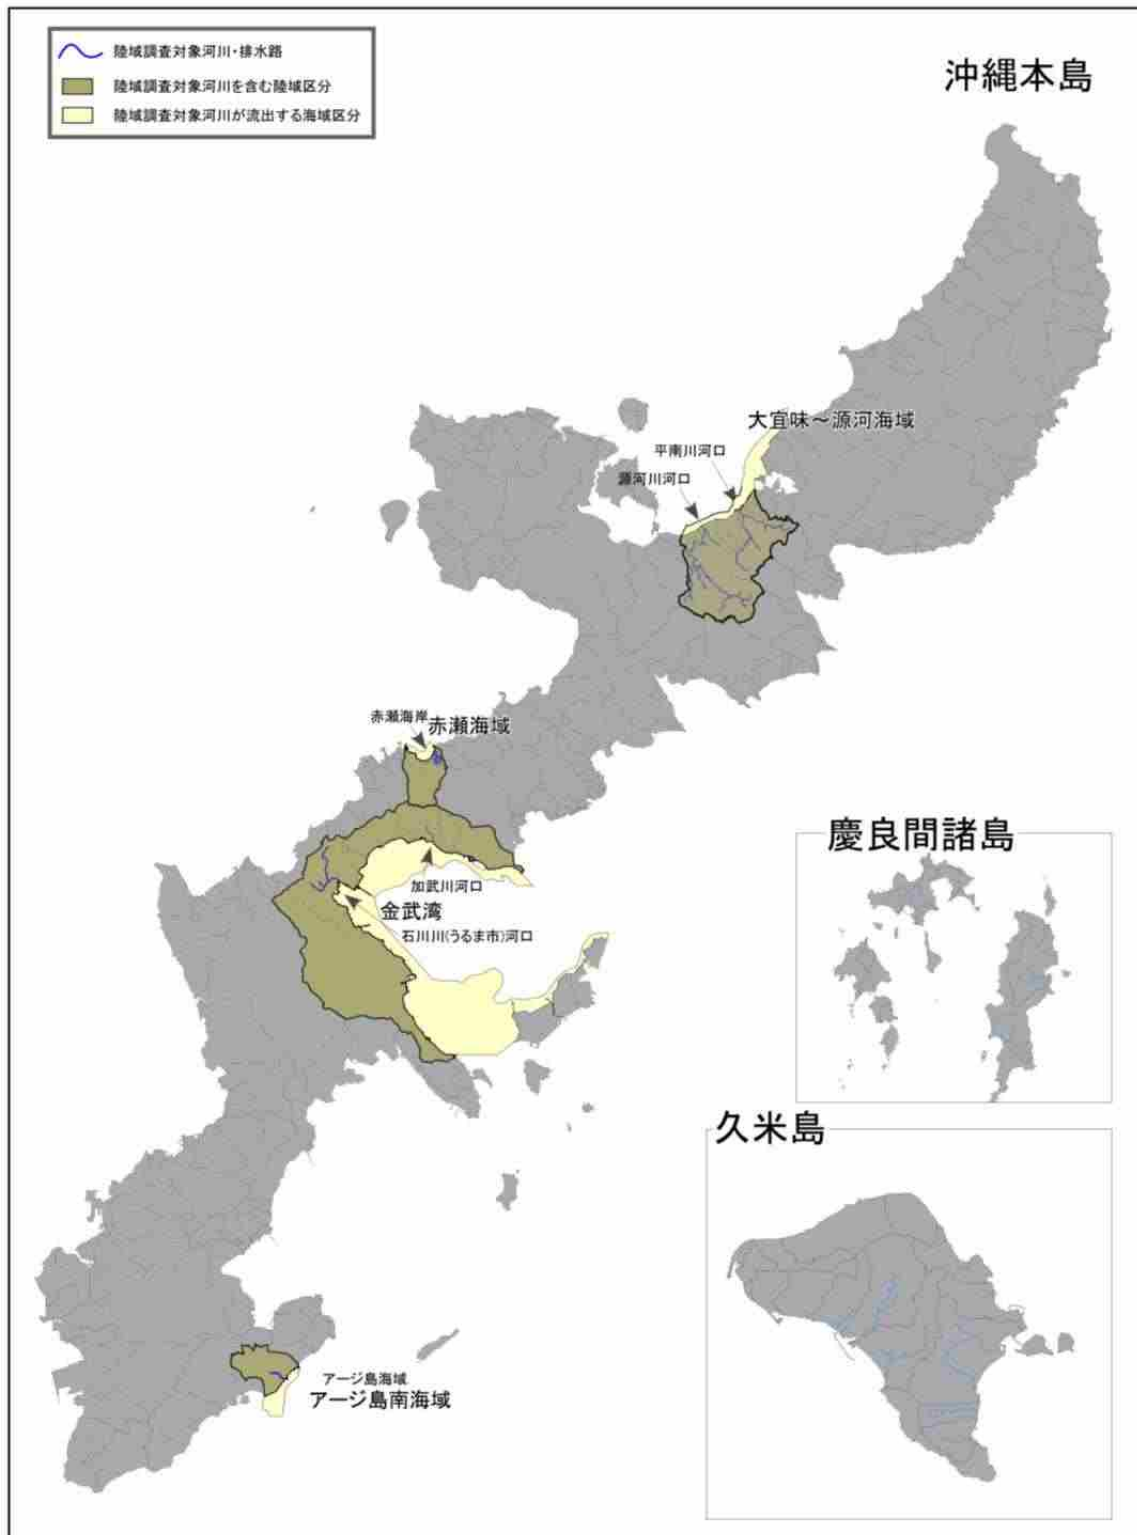 陸域調査対象河川・排水路
陸域調査対象河川を含む陸域区分
陸域調査対象河川が流出する海域区分
沖縄本島
大宜味～源河海域
平南川河口
源河川河口
赤瀬海岸
赤瀬海域
加武川河口
金武湾
石川川(うるま市)河口
慶良間諸島
久米島
アージ島海域
アージ島南海域